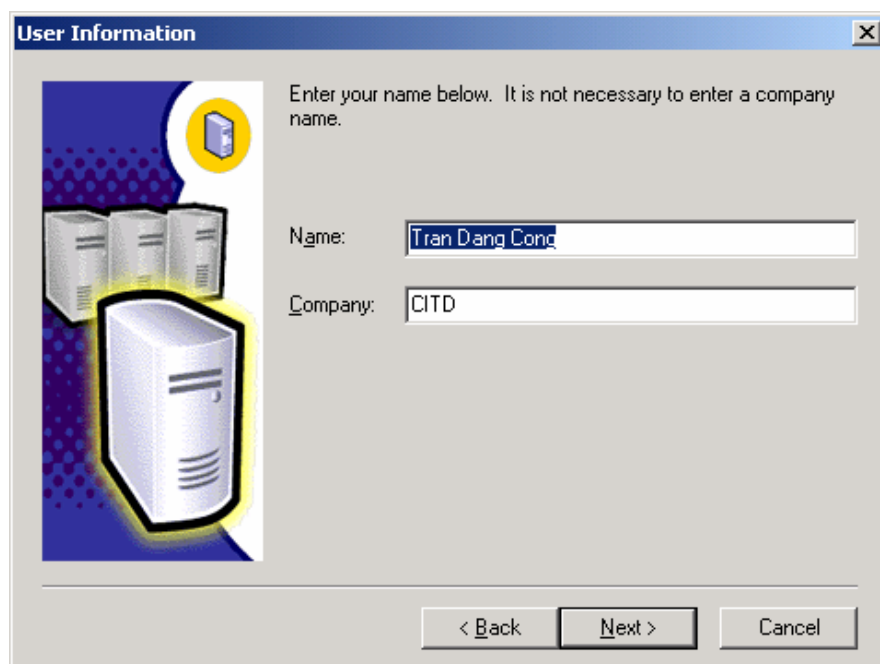 User Information
Enter your name below. It is not necessary to enter a company
name.
Name: Tran Dang Cong
Company: CITD
< Back Next > Cancel